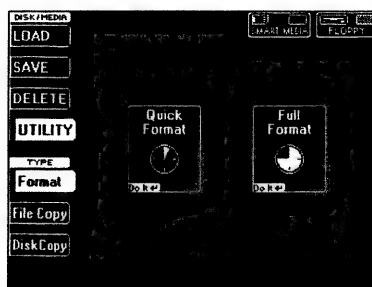 DISK/MEDIA
LOAD
SAVE
DELETE
UTILITY
TYPE
Format
File Copy
DiskCopy
SMART MEDIA
FLOPPY
Quick
Format
Do It ↵
Full
Format
Do It ↵